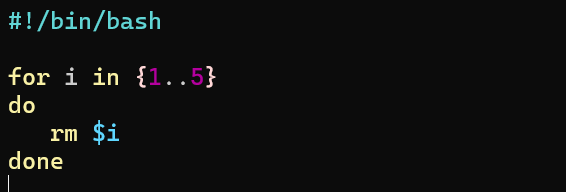 #!/bin/bash

for i in {1..5}
do
   rm $i
done